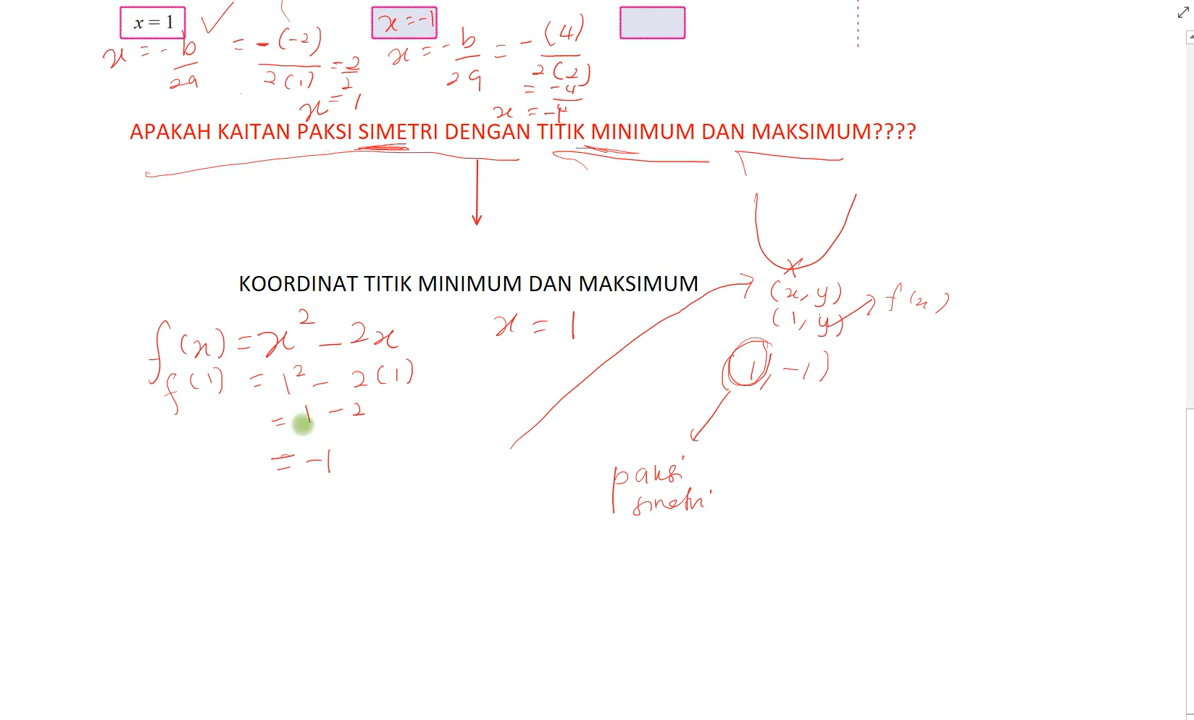 x = 1
x = -1
x = -b/2a = -(-2)/2(1) = 2/2
x = 1
x = -b/2a = -(4)/2(2)
= -4/4
x = -1
APAKAH KAITAN PAKSI SIMETRI DENGAN TITIK MINIMUM DAN MAKSIMUM????
KOORDINAT TITIK MINIMUM DAN MAKSIMUM
(x, y)
(1, y) f(x)
(1, -1)
f(x) = x² - 2x
x = 1
f(1) = 1² - 2(1)
= 1 - 2
= -1
paksi
simetri